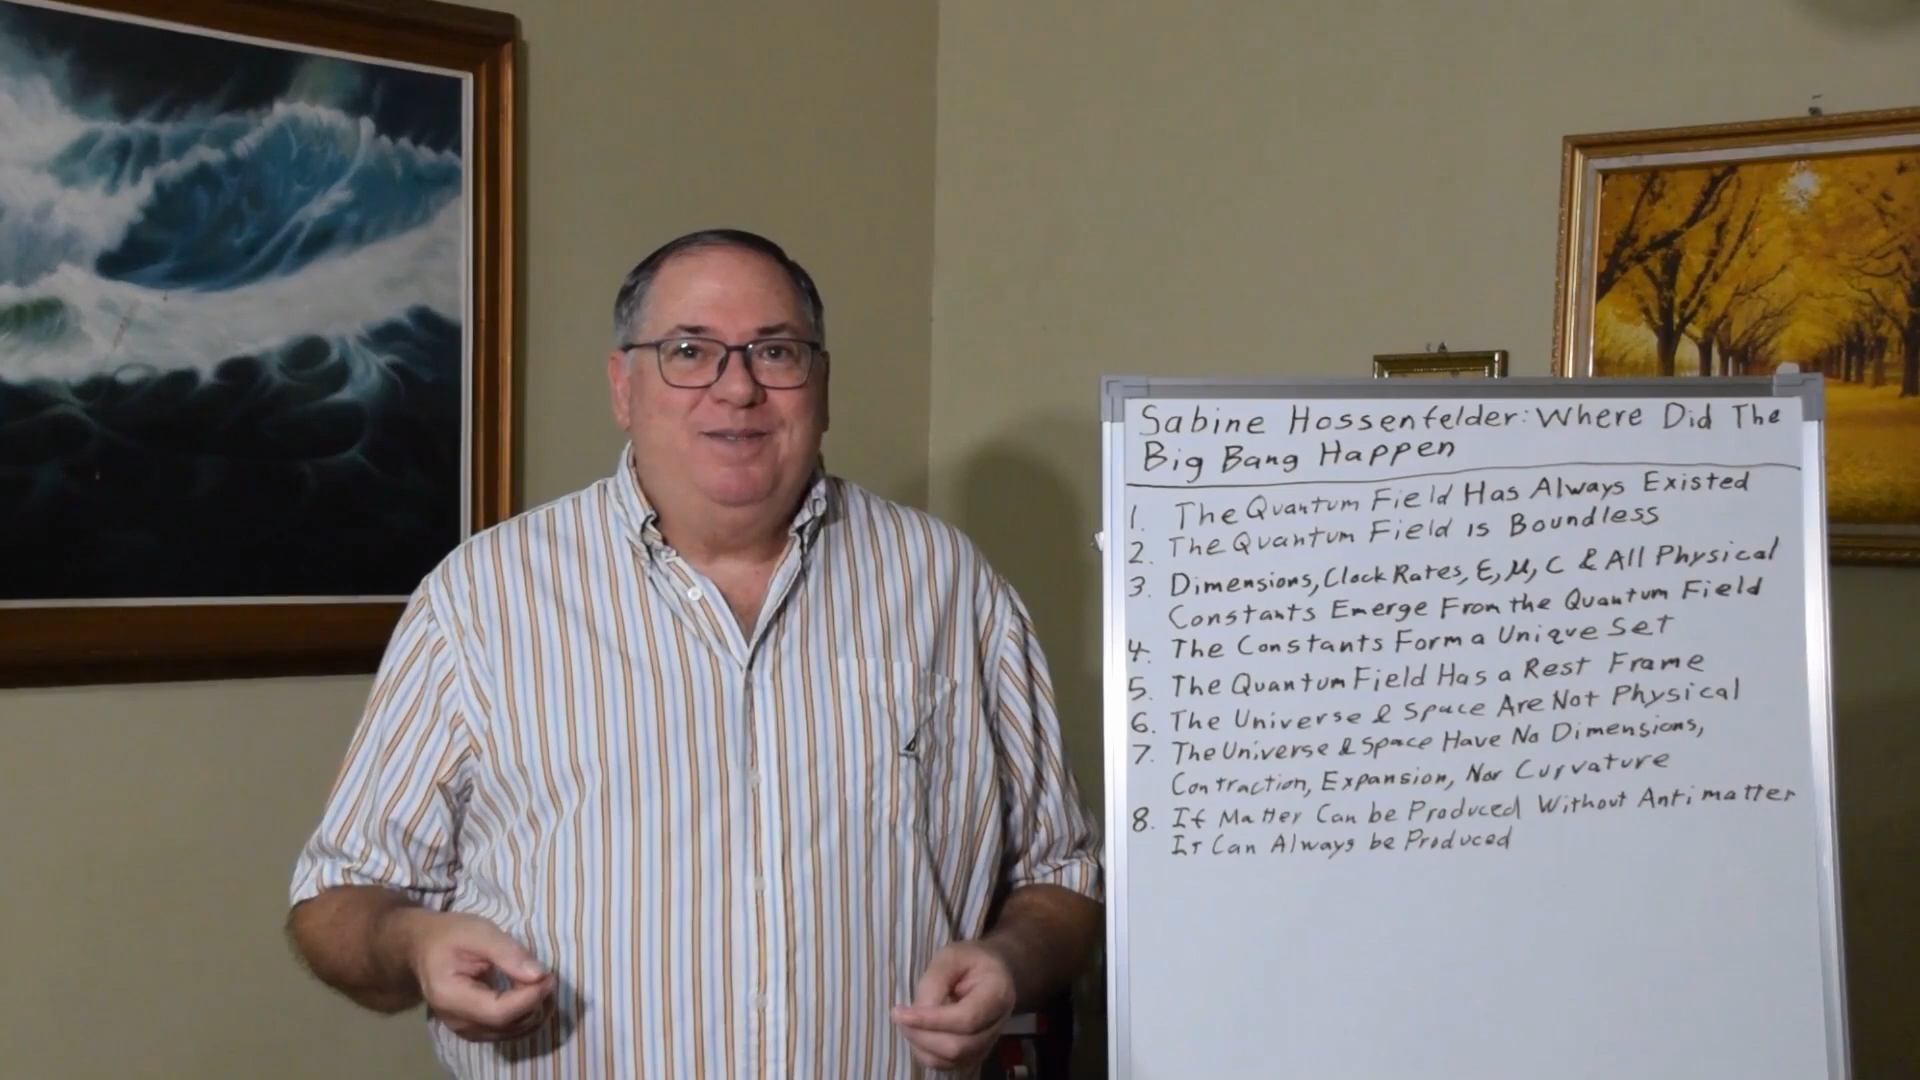 Sabine Hossenfelder: Where Did The
Big Bang Happen
1. The Quantum Field Has Always Existed
2. The Quantum Field is Boundless
3. Dimensions, Clock Rates, E, M, C & All Physical
Constants Emerge From the Quantum Field
4. The Constants Form a Unique Set
5. The Quantum Field Has a Rest Frame
6. The Universe & Space Are Not Physical
7. The Universe & Space Have No Dimensions,
Contraction, Expansion, Nor Curvature
8. If Matter Can be Produced Without Antimatter
It Can Always be Produced